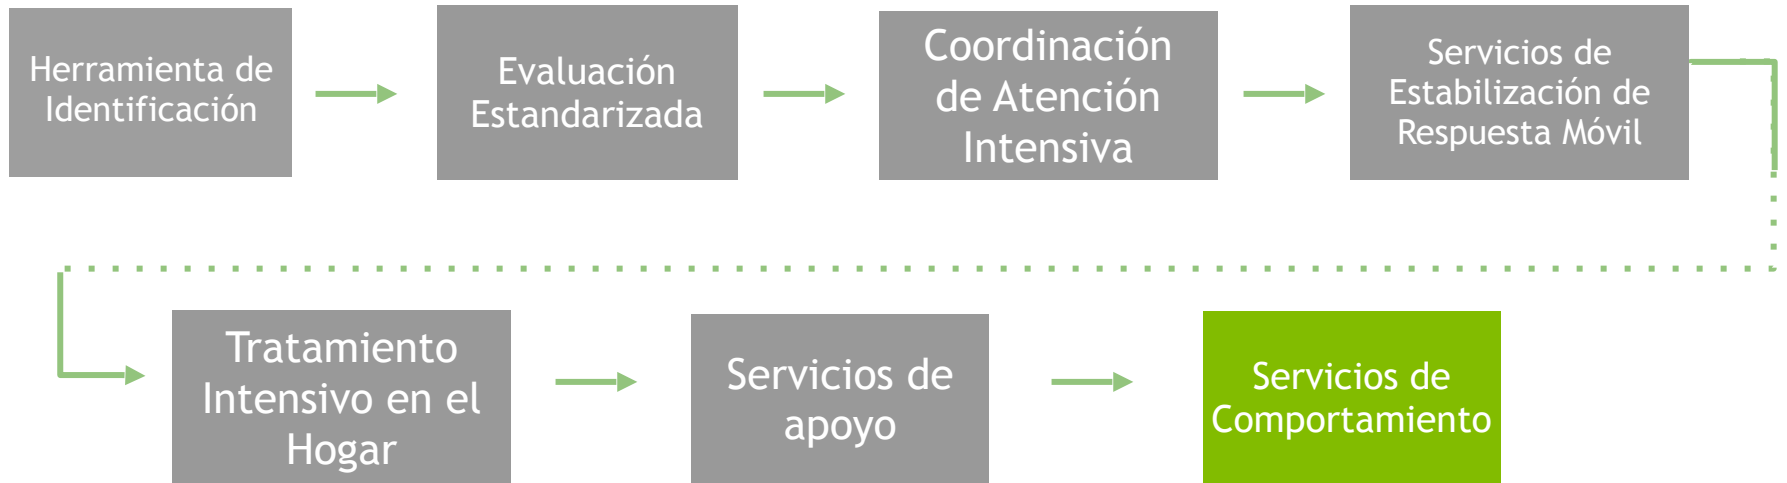 Herramienta de
Identificación
Evaluación
Estandarizada
Coordinación
de Atención
Intensiva
Servicios de
Estabilización de
Respuesta Móvil
Tratamiento
Intensivo en el
Hogar
Servicios de
apoyo
Servicios de
Comportamiento